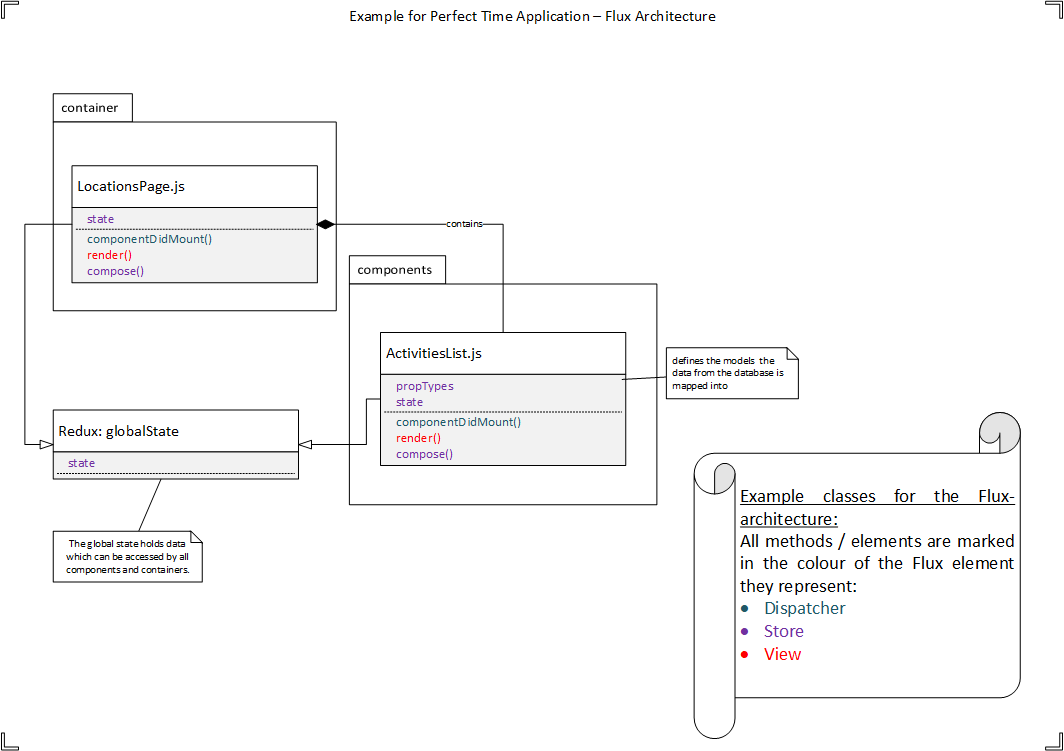 Example for Perfect Time Application – Flux Architecture
container
LocationsPage.js
state
componentDidMount()
render()
compose()
contains
components
ActivitiesList.js
propTypes
state
componentDidMount()
render()
compose()
defines the models the
data from the database is
mapped into
Redux: globalState
state
The global state holds data
which can be accessed by all
components and containers.
Example classes for the Flux-
architecture:
All methods / elements are marked
in the colour of the Flux element
they represent:
• Dispatcher
• Store
• View